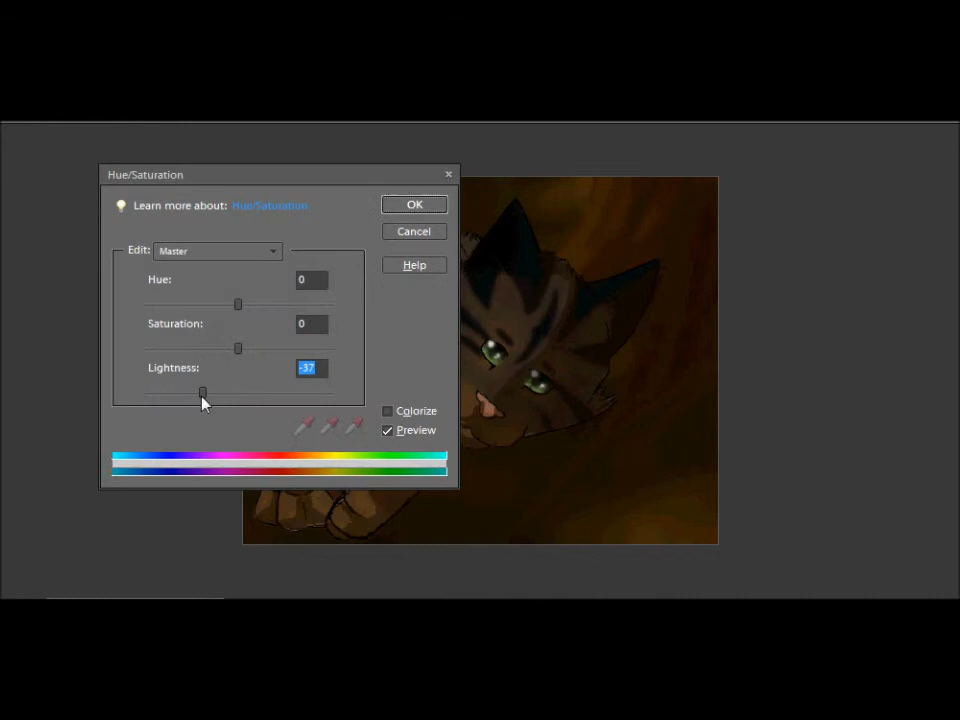 Hue/Saturation
Learn more about: Hue/Saturation
OK
Cancel
Edit: Master
Help
Hue: 0
Saturation: 0
Lightness: -37
Colorize
Preview